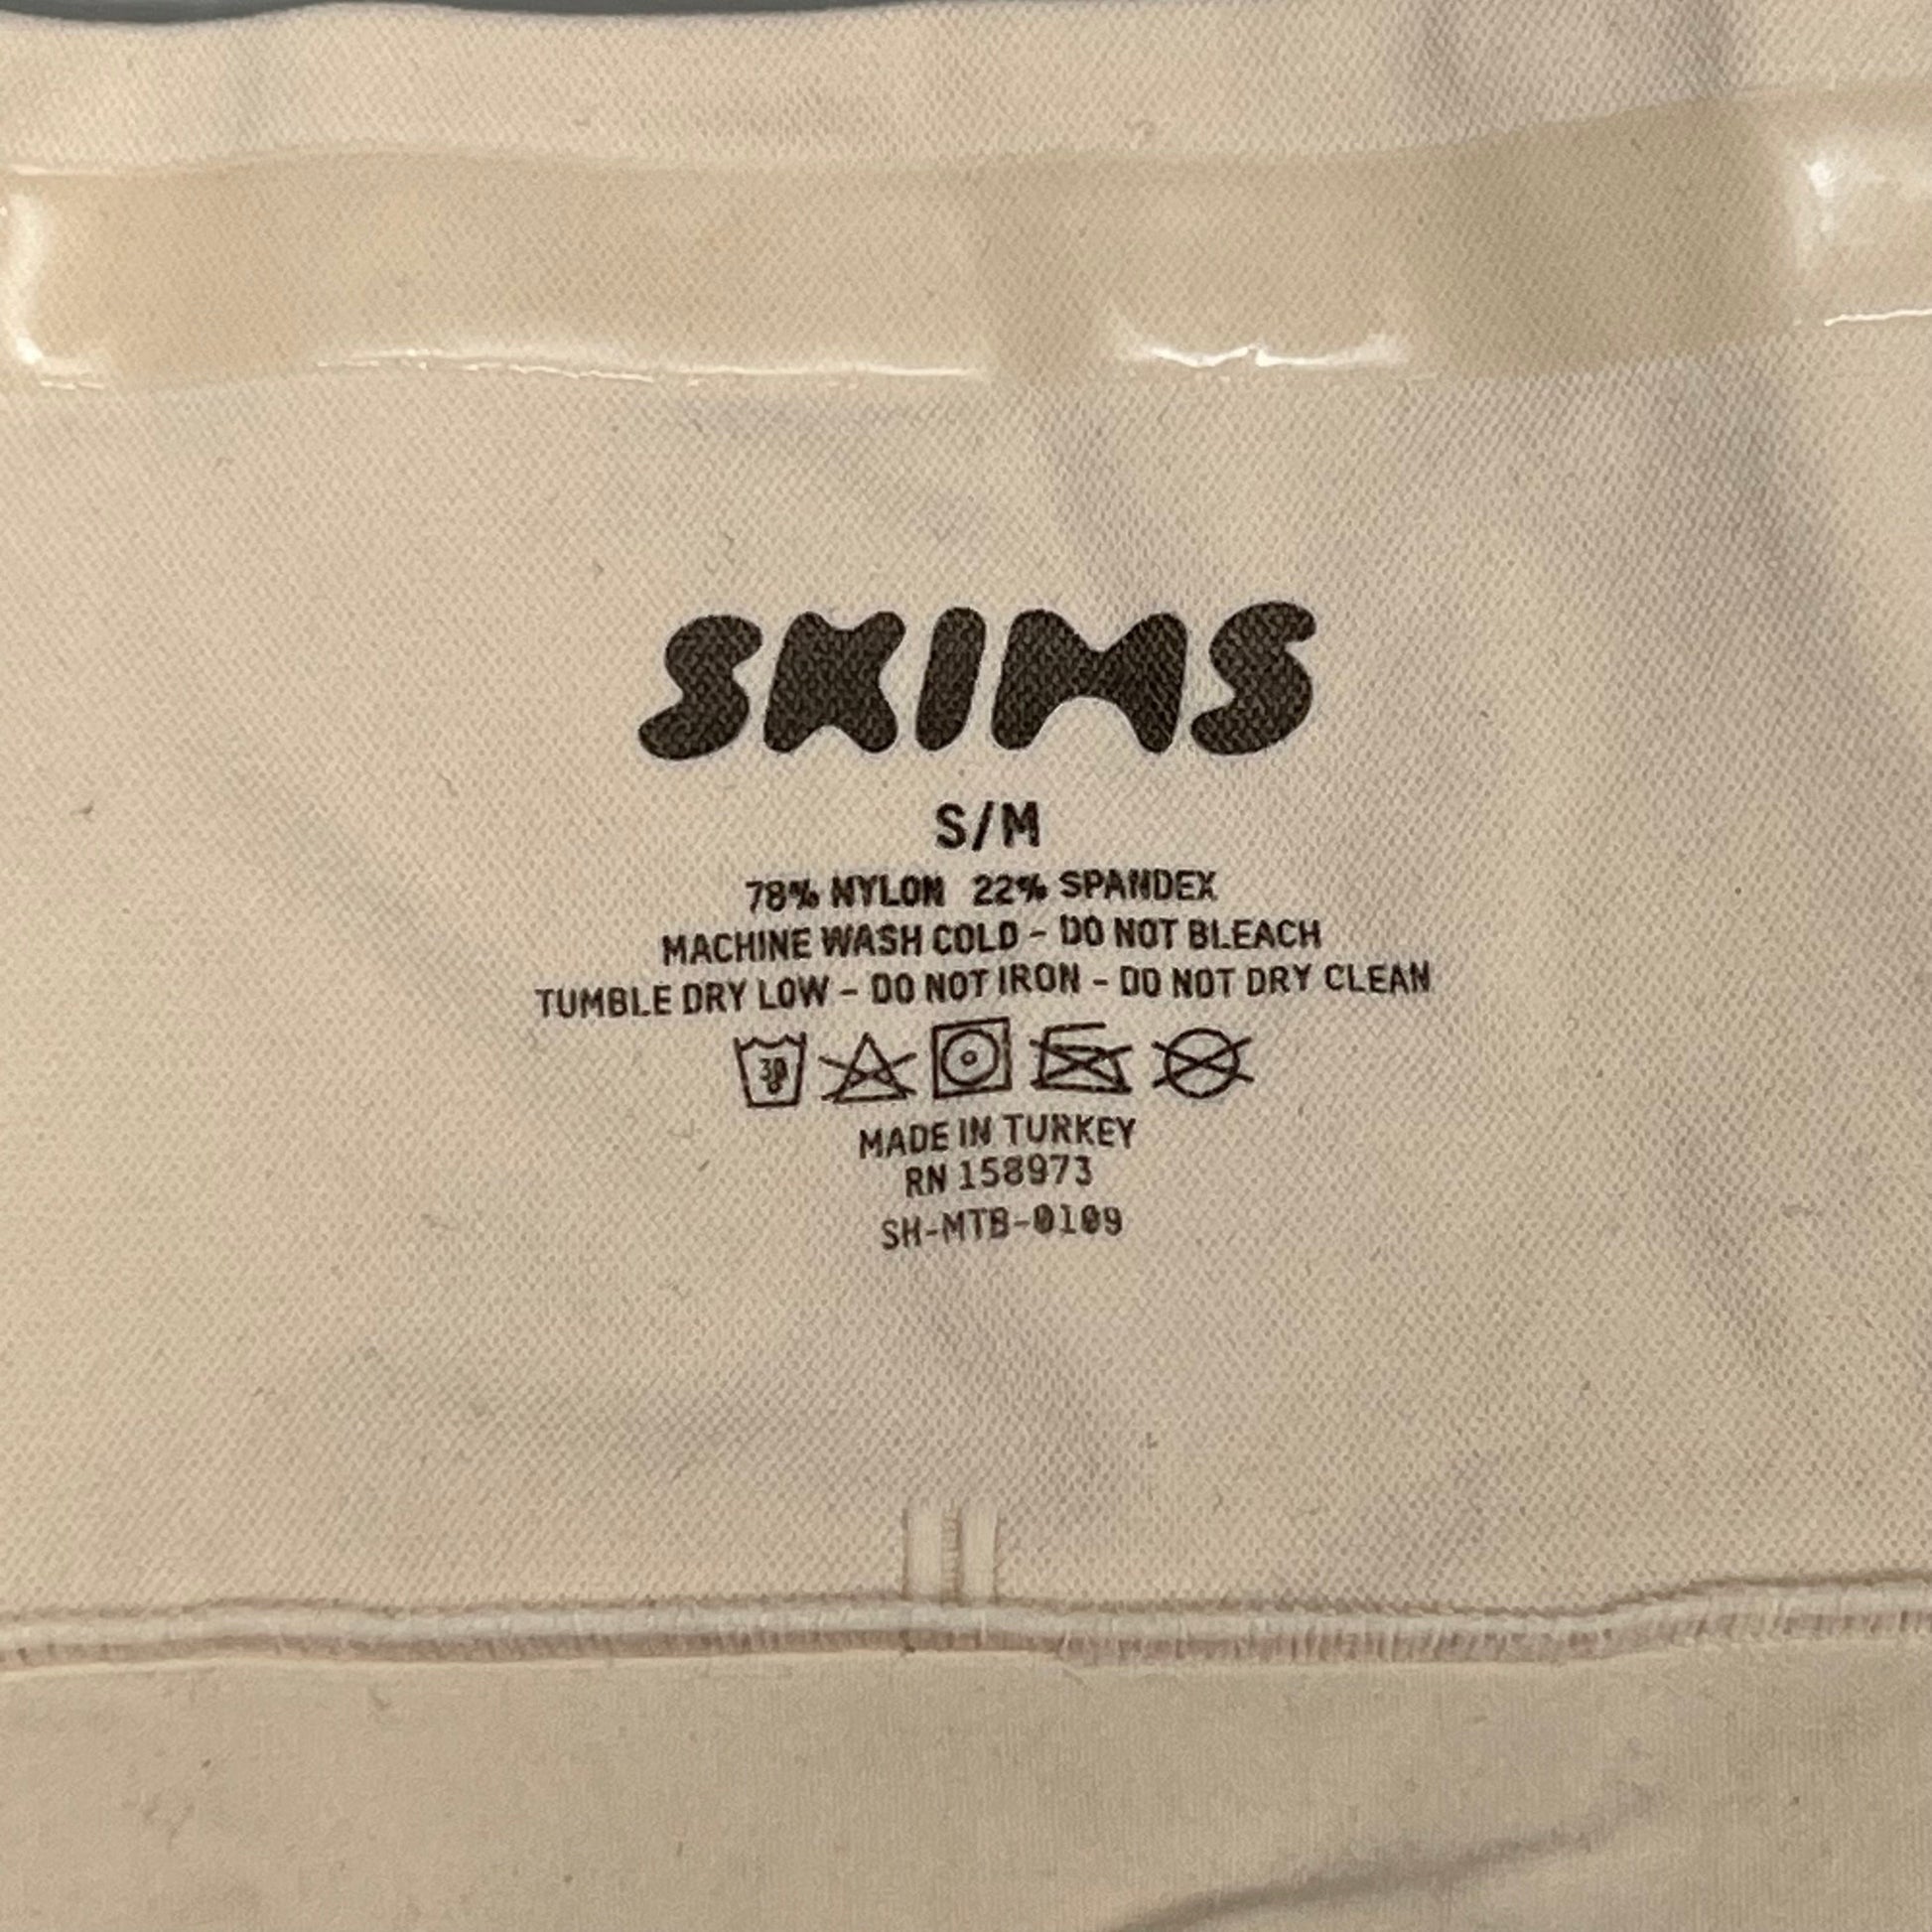 SKIMS
S/M
78% NYLON 22% SPANDEX
MACHINE WASH COLD - DO NOT BLEACH
TUMBLE DRY LOW - DO NOT IRON - DO NOT DRY CLEAN
30
MADE IN TURKEY
RN 158973
SH-MTB-0109